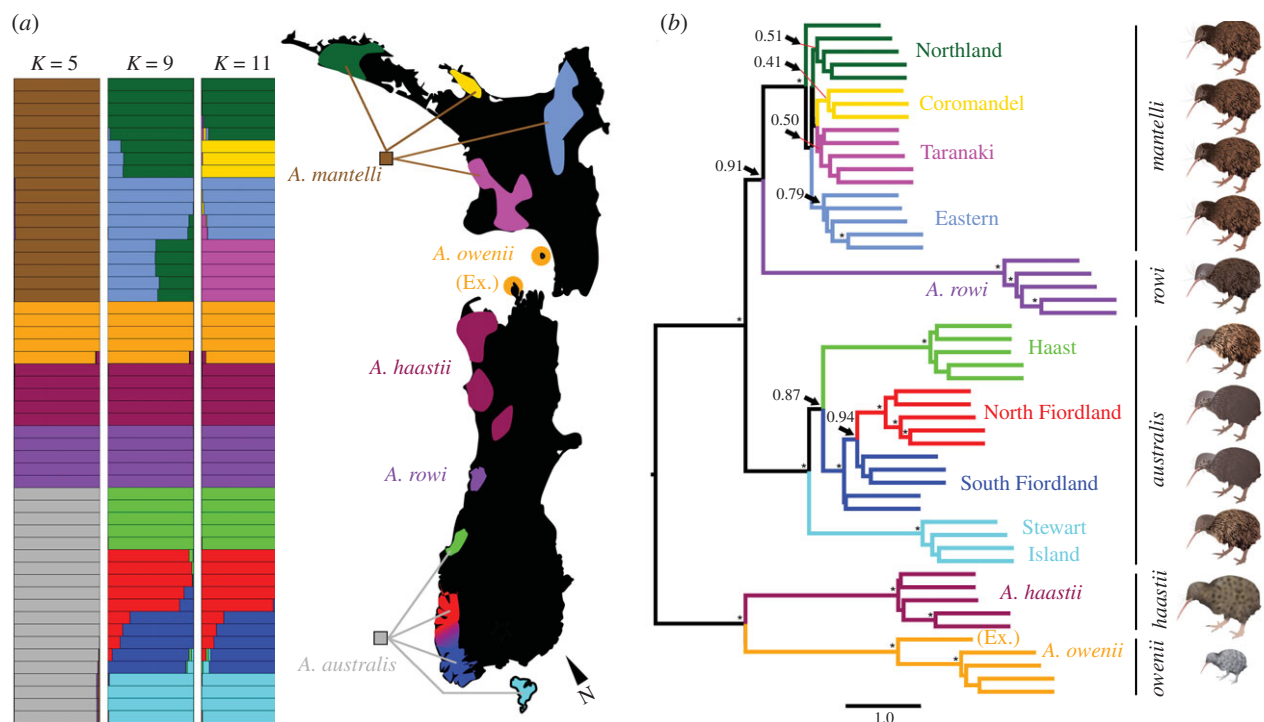 (a)
K = 5
K = 9
K = 11
A. mantelli
A. owenii
(Ex.)
A. haastii
A. rowi
A. australis
N
(b)
0.51
0.41
0.50
0.91
0.79
*
*
Northland
Coromandel
Taranaki
Eastern
*
*
*
A. rowi
*
*
Haast
0.87
0.94
*
*
*
North Fiordland
*
*
South Fiordland
*
Stewart
Island
*
*
A. haastii
*
*
(Ex.)
*
A. owenii
1.0
mantelli
rowi
australis
haastii
owenii